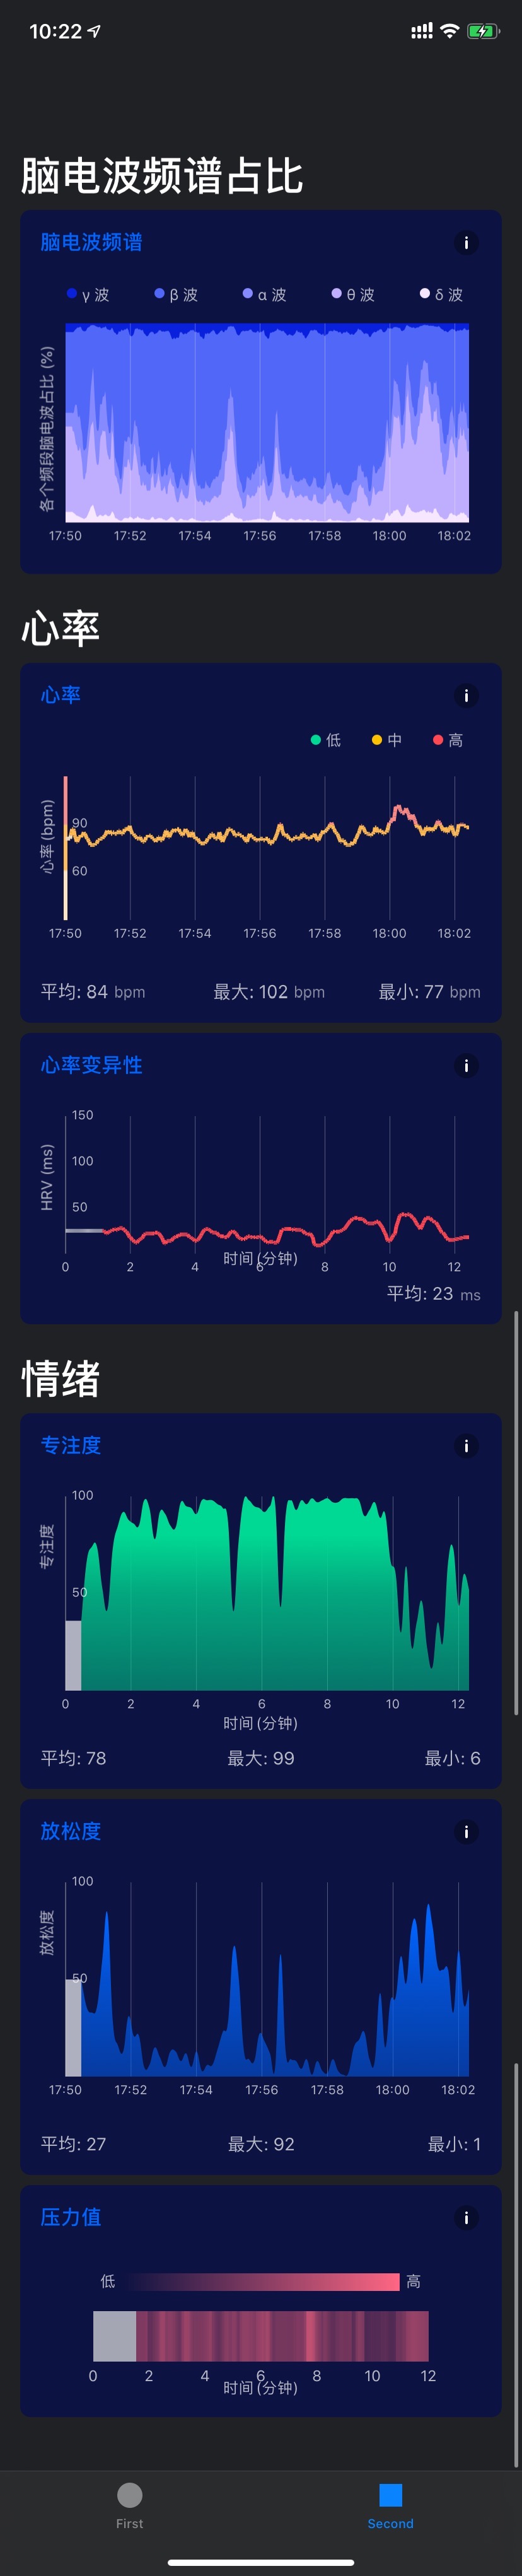 10:22
脑电波频谱占比
脑电波频谱
i
γ 波 β 波 α 波 θ 波 δ 波
各个频段脑电波占比 (%)
17:50 17:52 17:54 17:56 17:58 18:00 18:02
心率
心率
i
低 中 高
心率 (bpm)
90
60
17:50 17:52 17:54 17:56 17:58 18:00 18:02
平均: 84 bpm 最大: 102 bpm 最小: 77 bpm
心率变异性
i
HRV (ms)
150
100
50
时间 (分钟)
0 2 4 6 8 10 12
平均: 23 ms
情绪
专注度
i
专注度
100
50
0 2 4 6 8 10 12
时间 (分钟)
平均: 78 最大: 99 最小: 6
放松度
i
放松度
100
50
17:50 17:52 17:54 17:56 17:58 18:00 18:02
平均: 27 最大: 92 最小: 1
压力值
i
低 高
0 2 4 6 8 10 12
时间 (分钟)
First Second